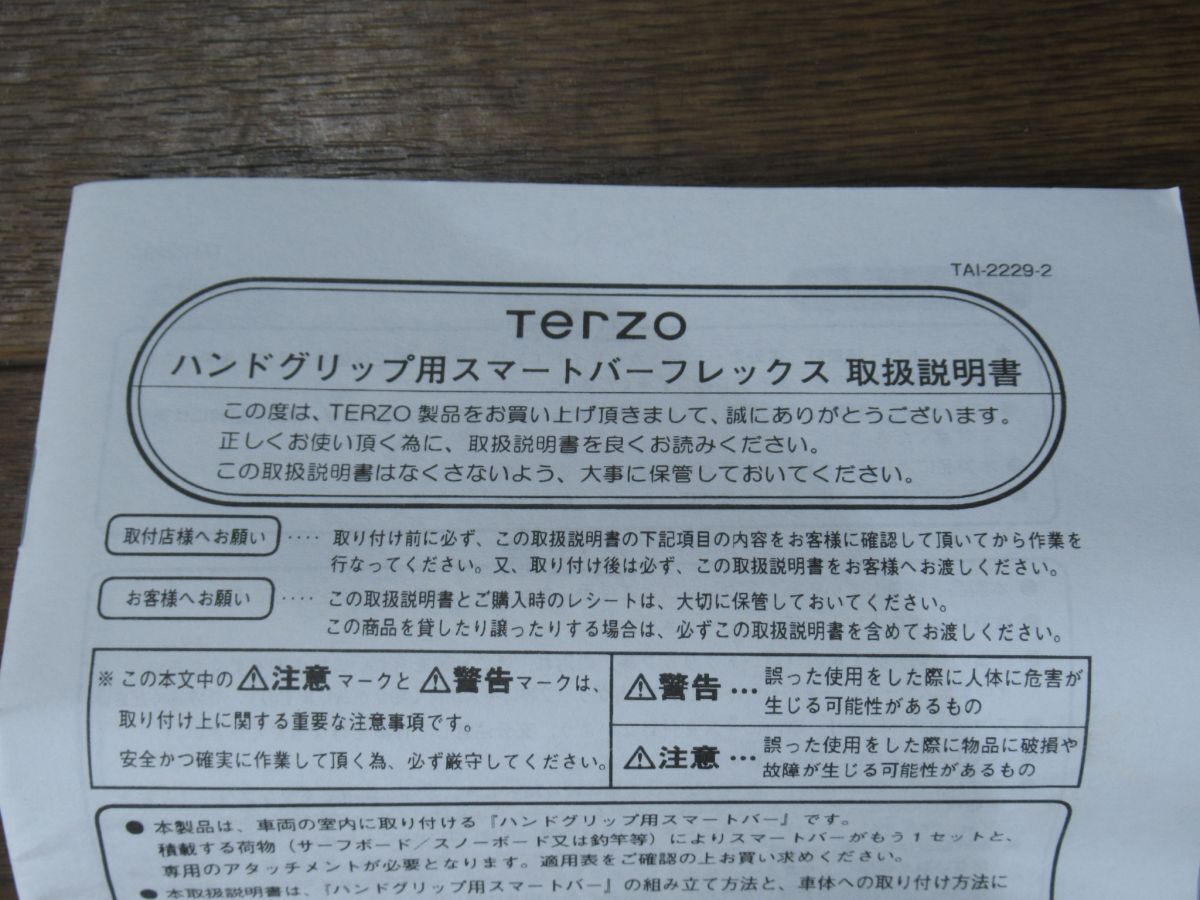 TAI-2229-2
Terzo
ハンドグリップ用スマートバーフレックス 取扱説明書
この度は、TERZO 製品をお買い上げ頂きまして、誠にありがとうございます。
正しくお使い頂く為に、取扱説明書を良くお読みください。
この取扱説明書はなくさないよう、大事に保管しておいてください。
取付店様へお願い ‥‥ 取り付け前に必ず、この取扱説明書の下記項目の内容をお客様に確認して頂いてから作業を
行なってください。又、取り付け後は必ず、この取扱説明書をお客様へお渡しください。
お客様へお願い ‥‥ この取扱説明書とご購入時のレシートは、大切に保管しておいてください。
この商品を貸したり譲ったりする場合は、必ずこの取扱説明書を含めてお渡しください。
※ この本文中の ⚠注意 マークと ⚠警告 マークは、
取り付け上に関する重要な注意事項です。
安全かつ確実に作業して頂く為、必ず厳守してください。
⚠警告 … 誤った使用をした際に人体に危害が
生じる可能性があるもの
⚠注意 … 誤った使用をした際に物品に破損や
故障が生じる可能性があるもの
● 本製品は、車両の室内に取り付ける『ハンドグリップ用スマートバー』です。
積載する荷物（サーフボード／スノーボード又は釣竿等）によりスマートバーがもう1セットと、
専用のアタッチメントが必要となります。適用表をご確認の上お買い求めください。
● 本取扱説明書は、『ハンドグリップ用スマートバー』の組み立て方法と、車体への取り付け方法に